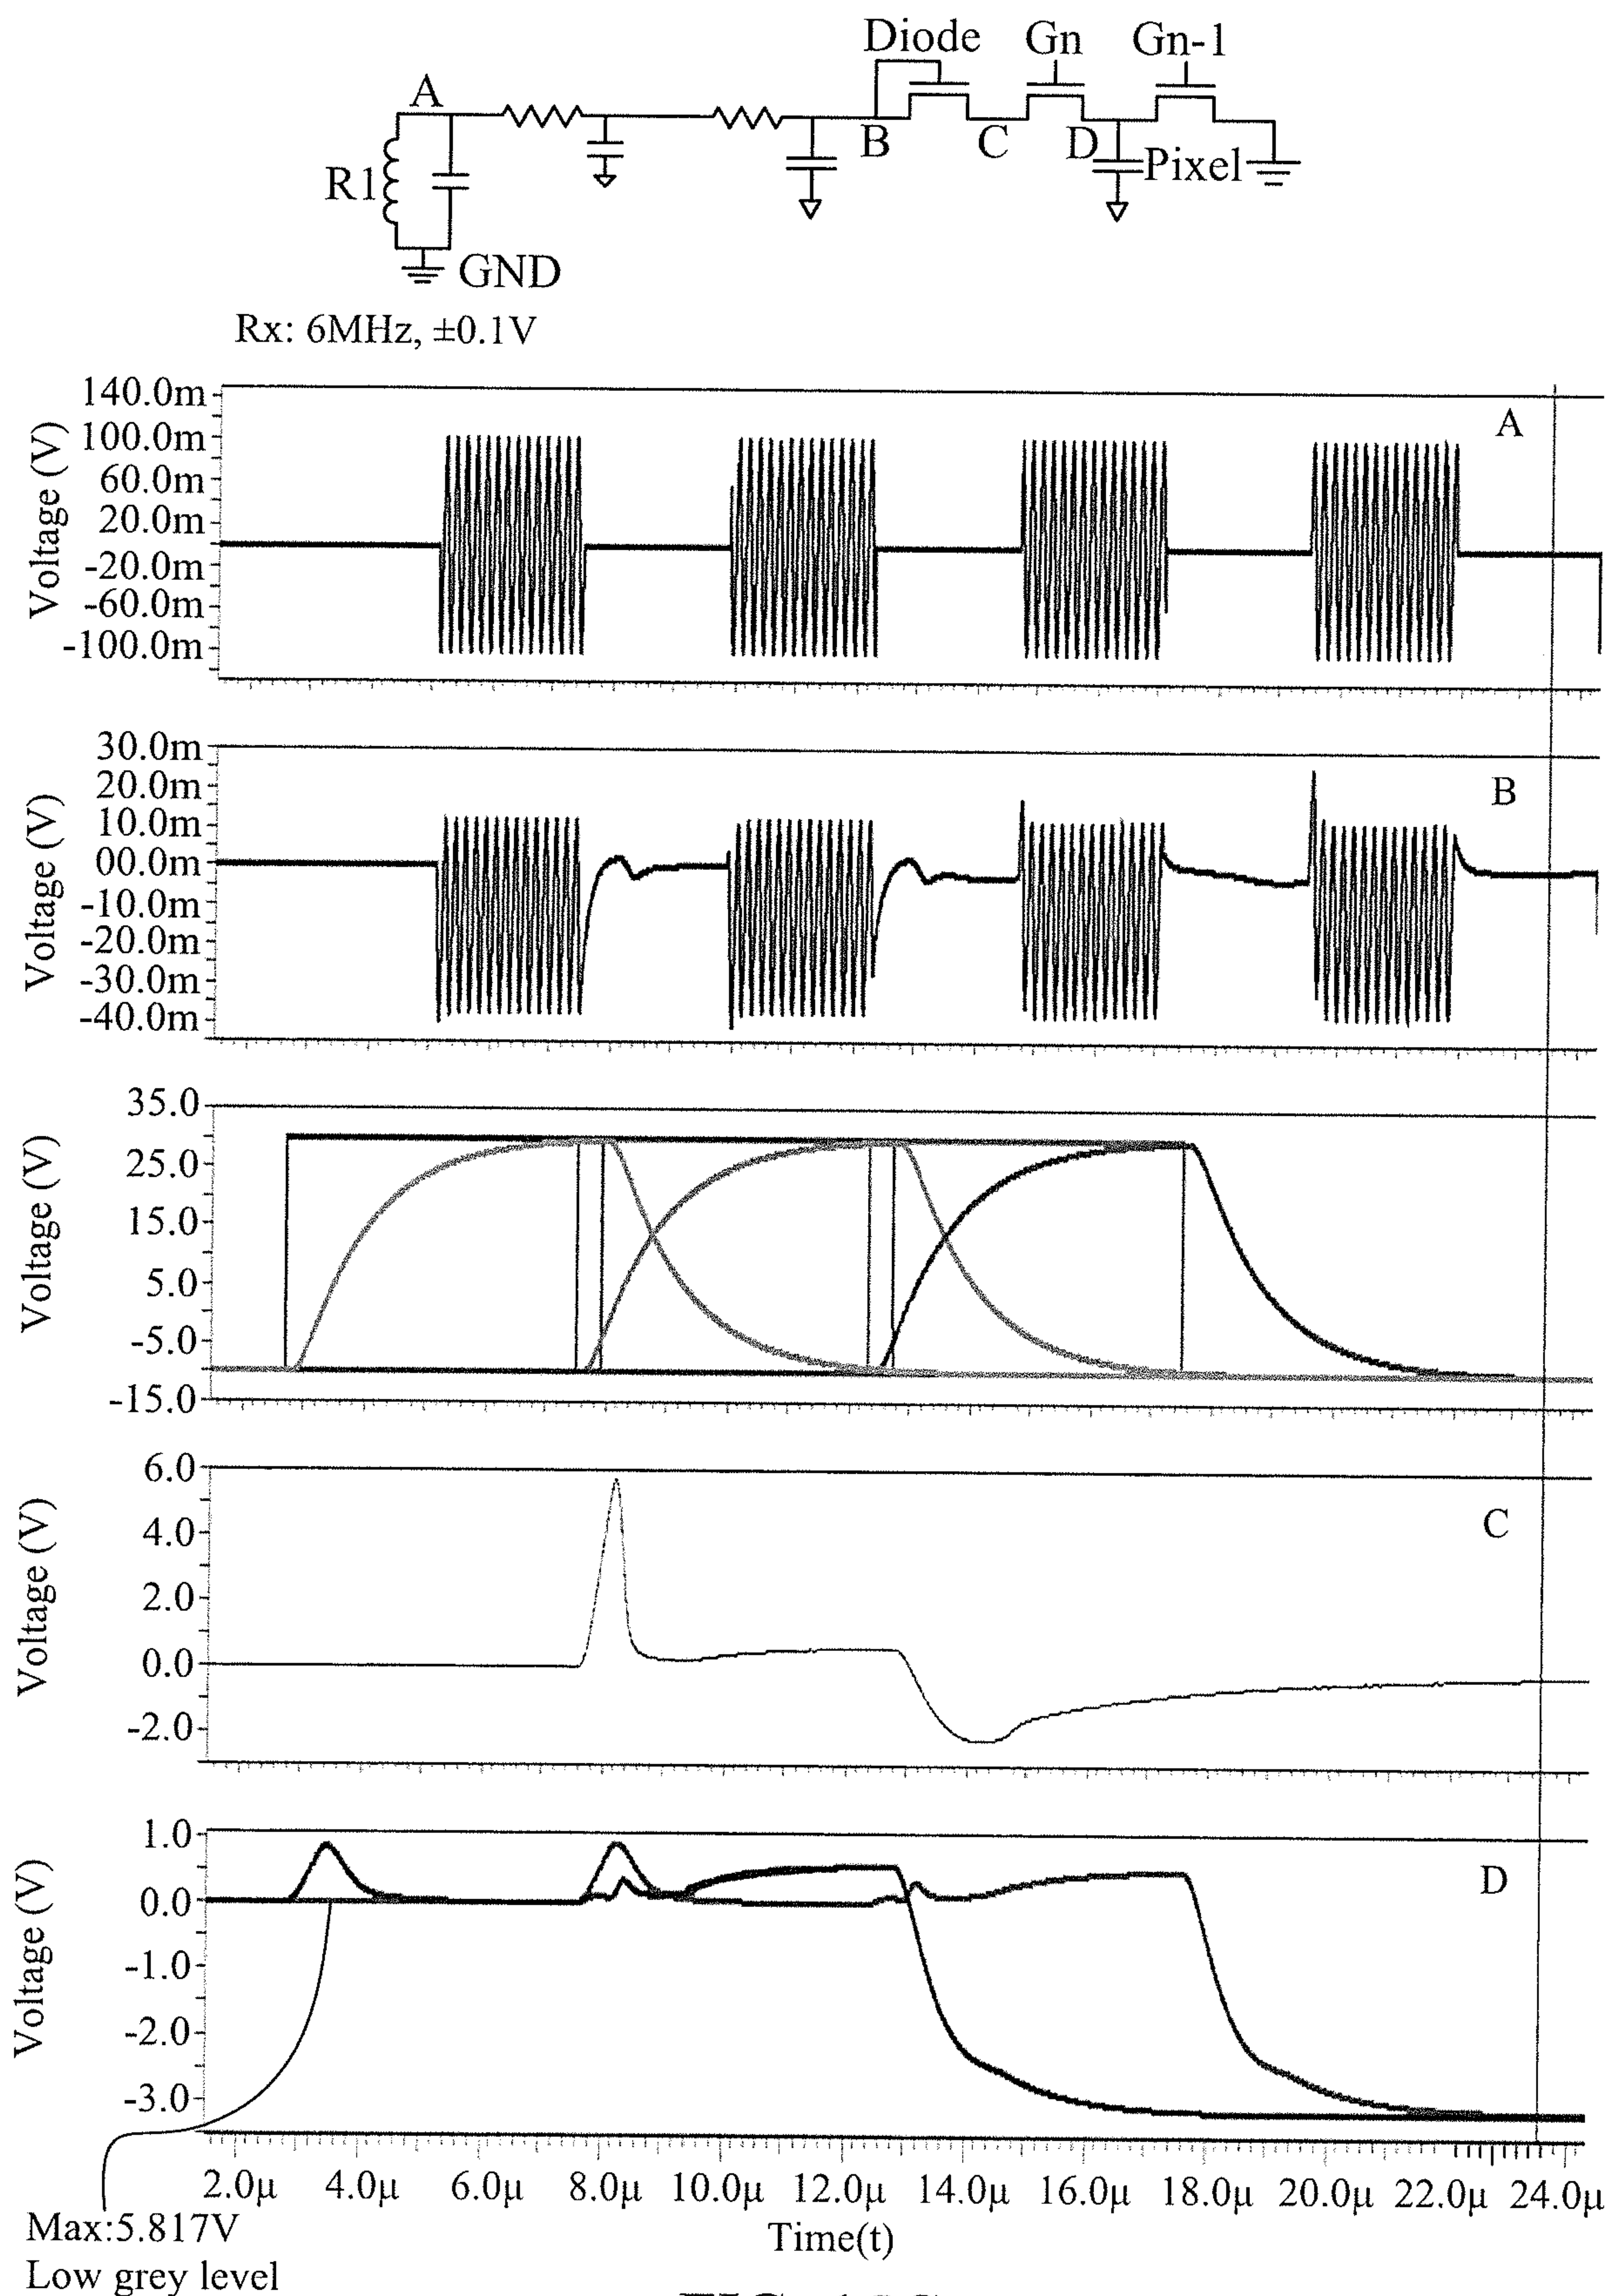 Diode Gn Gn-1
A
B C D
R1
Pixel
GND
Rx: 6MHz, ±0.1V
140.0m
100.0m
60.0m
20.0m
-20.0m
-60.0m
-100.0m
Voltage (V)
A
30.0m
20.0m
10.0m
00.0m
-10.0m
-20.0m
-30.0m
-40.0m
Voltage (V)
B
35.0
25.0
15.0
5.0
-5.0
-15.0
Voltage (V)
6.0
4.0
2.0
0.0
-2.0
Voltage (V)
C
1.0
0.0
-1.0
-2.0
-3.0
Voltage (V)
D
2.0µ 4.0µ 6.0µ 8.0µ 10.0µ 12.0µ 14.0µ 16.0µ 18.0µ 20.0µ 22.0µ 24.0µ
Time(t)
Max:5.817V
Low grey level